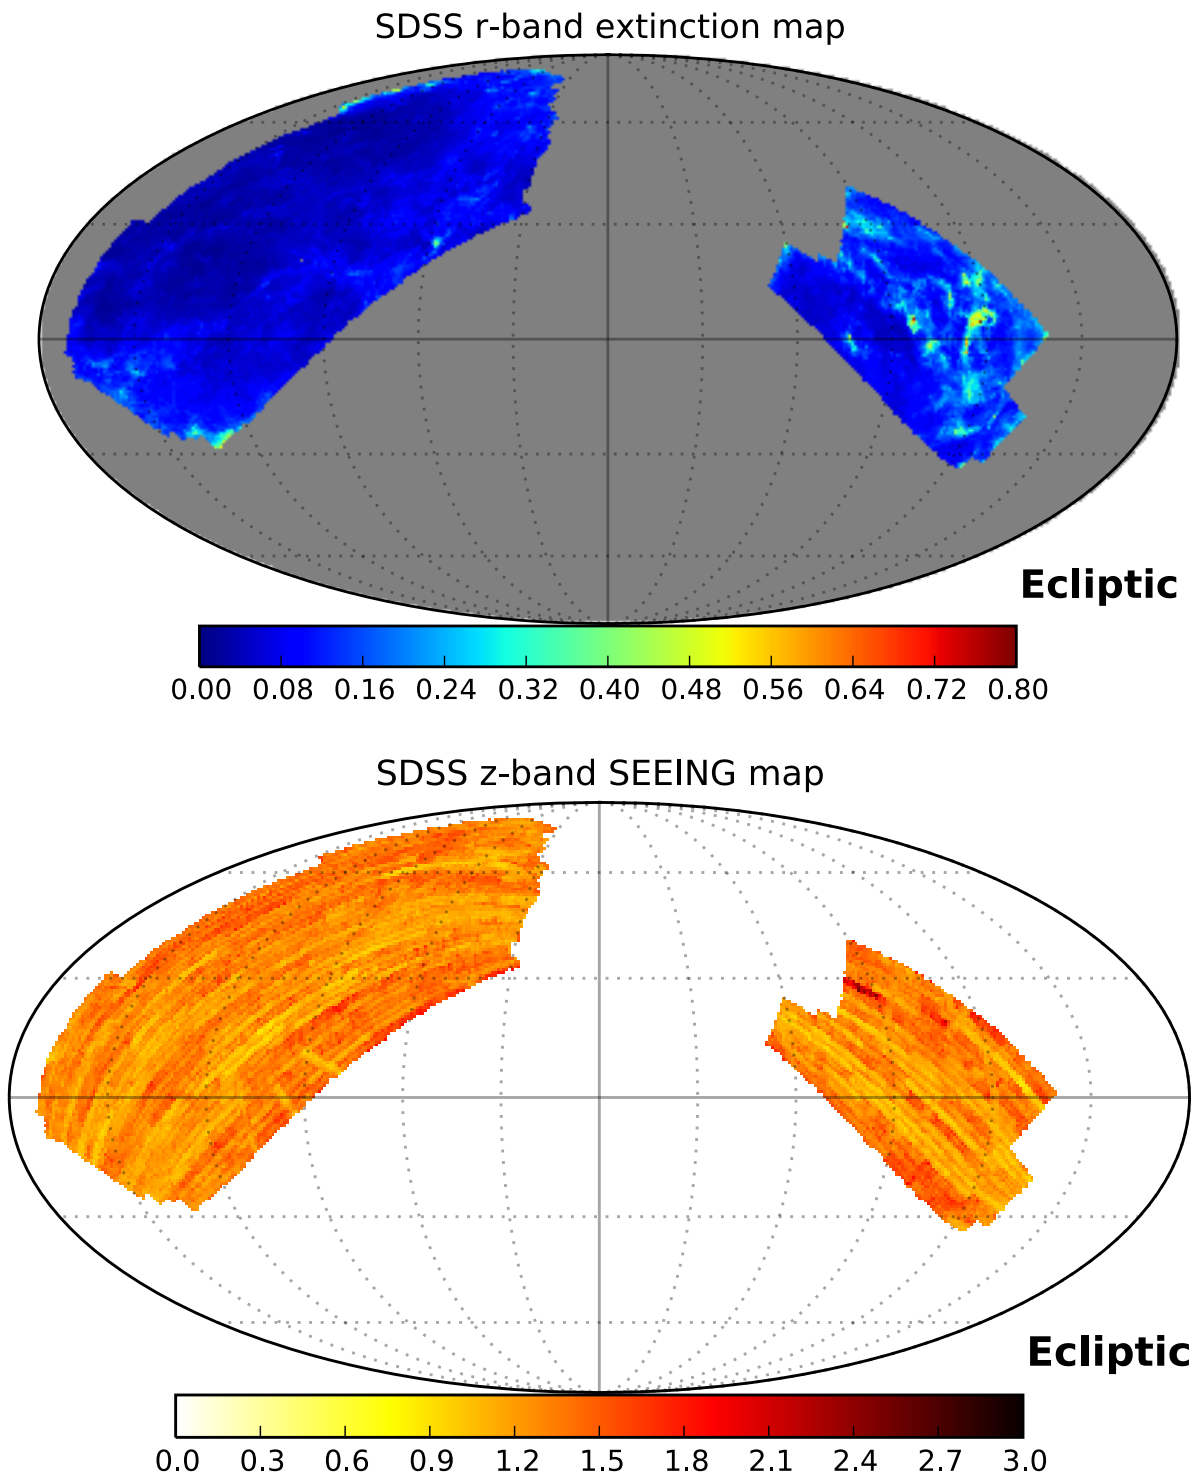 SDSS r-band extinction map
Ecliptic
0.00 0.08 0.16 0.24 0.32 0.40 0.48 0.56 0.64 0.72 0.80
SDSS z-band SEEING map
Ecliptic
0.0 0.3 0.6 0.9 1.2 1.5 1.8 2.1 2.4 2.7 3.0